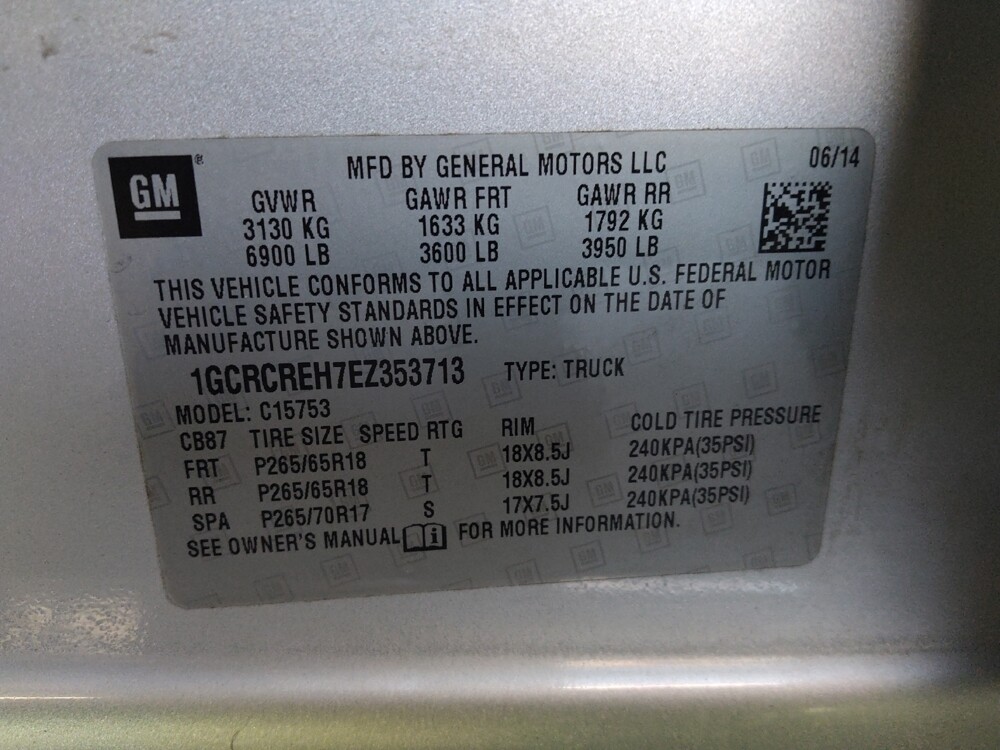 GM® MFD BY GENERAL MOTORS LLC 06/14
GVWR GAWR FRT GAWR RR
3130 KG 1633 KG 1792 KG
6900 LB 3600 LB 3950 LB
THIS VEHICLE CONFORMS TO ALL APPLICABLE U.S. FEDERAL MOTOR
VEHICLE SAFETY STANDARDS IN EFFECT ON THE DATE OF
MANUFACTURE SHOWN ABOVE.
1GCRCREH7EZ353713 TYPE: TRUCK
MODEL: C15753
CB87 TIRE SIZE SPEED RTG RIM COLD TIRE PRESSURE
FRT P265/65R18 T 18X8.5J 240KPA(35PSI)
RR P265/65R18 T 18X8.5J 240KPA(35PSI)
SPA P265/70R17 S 17X7.5J 240KPA(35PSI)
SEE OWNER'S MANUAL i FOR MORE INFORMATION.